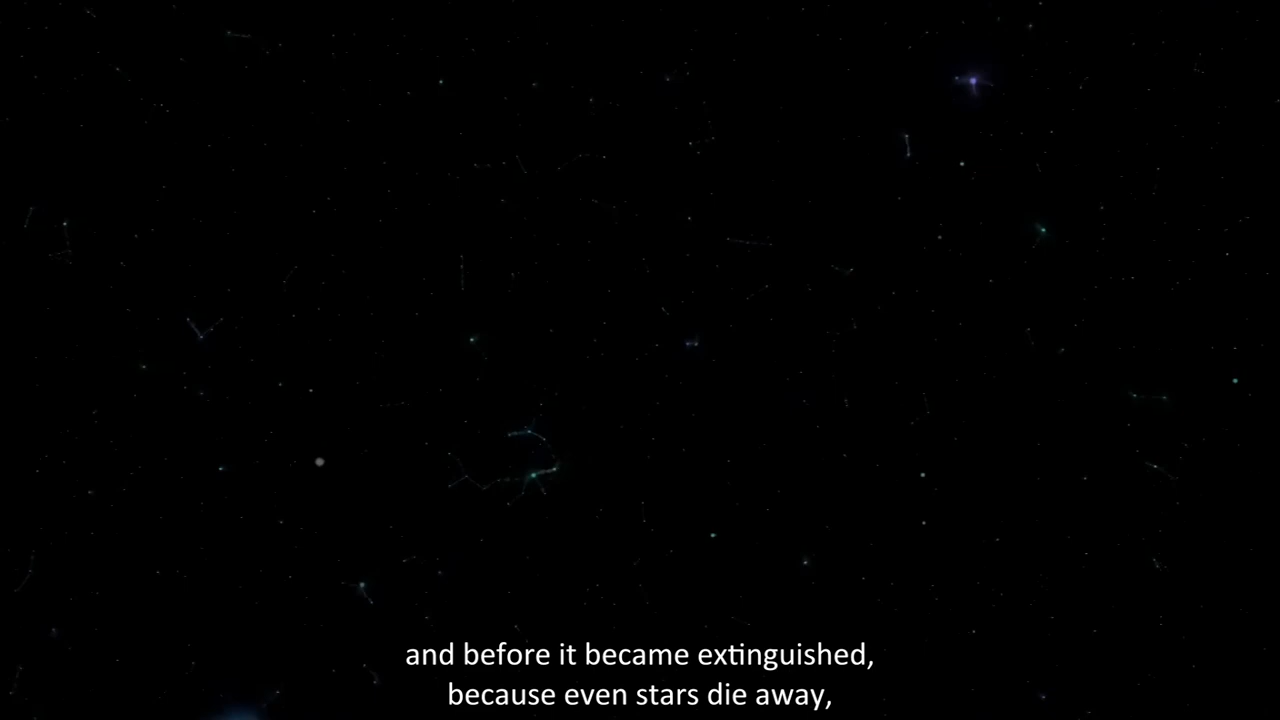 and before it became extinguished,
because even stars die away,